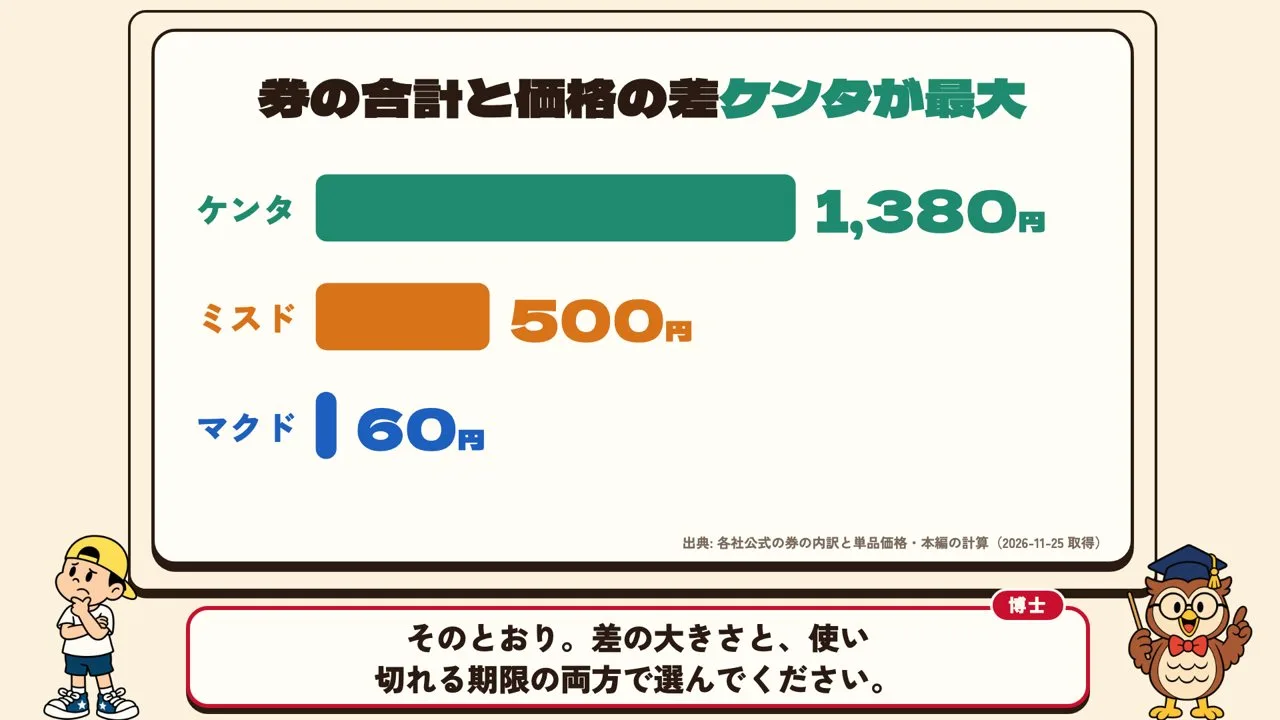 券の合計と価格の差ケンタが最大
ケンタ 1,380円
ミスド 500円
マクド 60円
出典: 各社公式の券の内訳と単品価格・本編の計算（2026-11-25 取得）
博士
そのとおり。差の大きさと、使い
切れる期限の両方で選んでください。